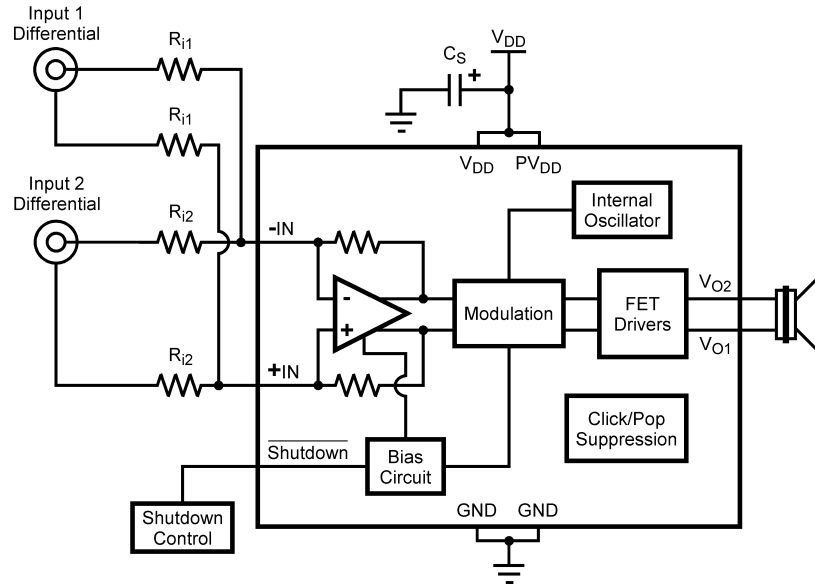 Input 1
Differential
Ri1
CS
+
VDD
Ri1
VDD
PVDD
Input 2
Differential
Ri2
-IN
Internal
Oscillator
-
+
Modulation
FET
Drivers
VO2
VO1
Ri2
+IN
Click/Pop
Suppression
Shutdown
Bias
Circuit
Shutdown
Control
GND
GND